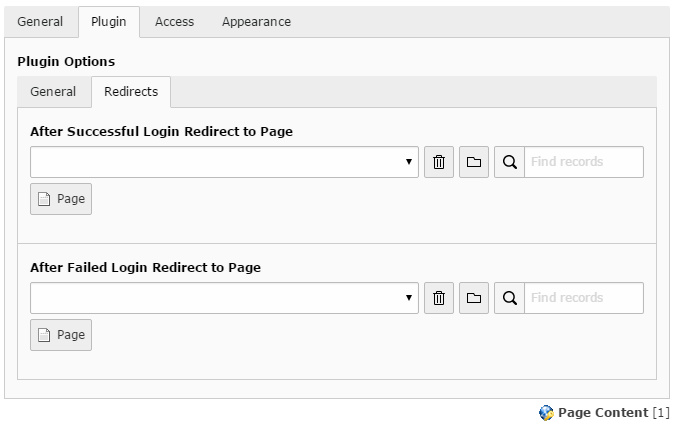 General Plugin Access Appearance
Plugin Options
General Redirects
After Successful Login Redirect to Page
Find records
Page
After Failed Login Redirect to Page
Find records
Page
Page Content [1]